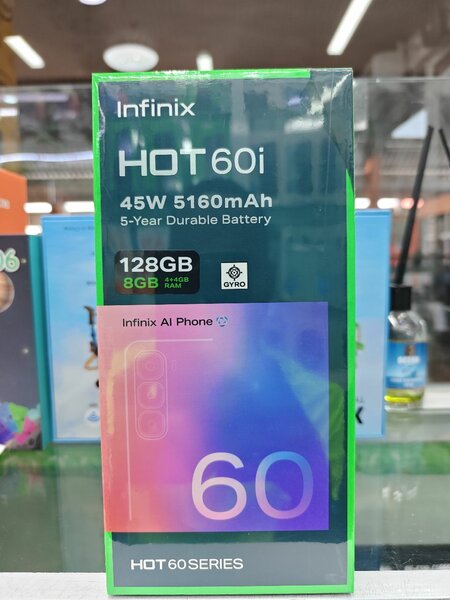 Infinix
HOT 60i
45W 5160mAh
5-Year Durable Battery
128GB
8GB 4+4GB RAM
GYRO
Infinix AI Phone
60
HOT 60 SERIES
06